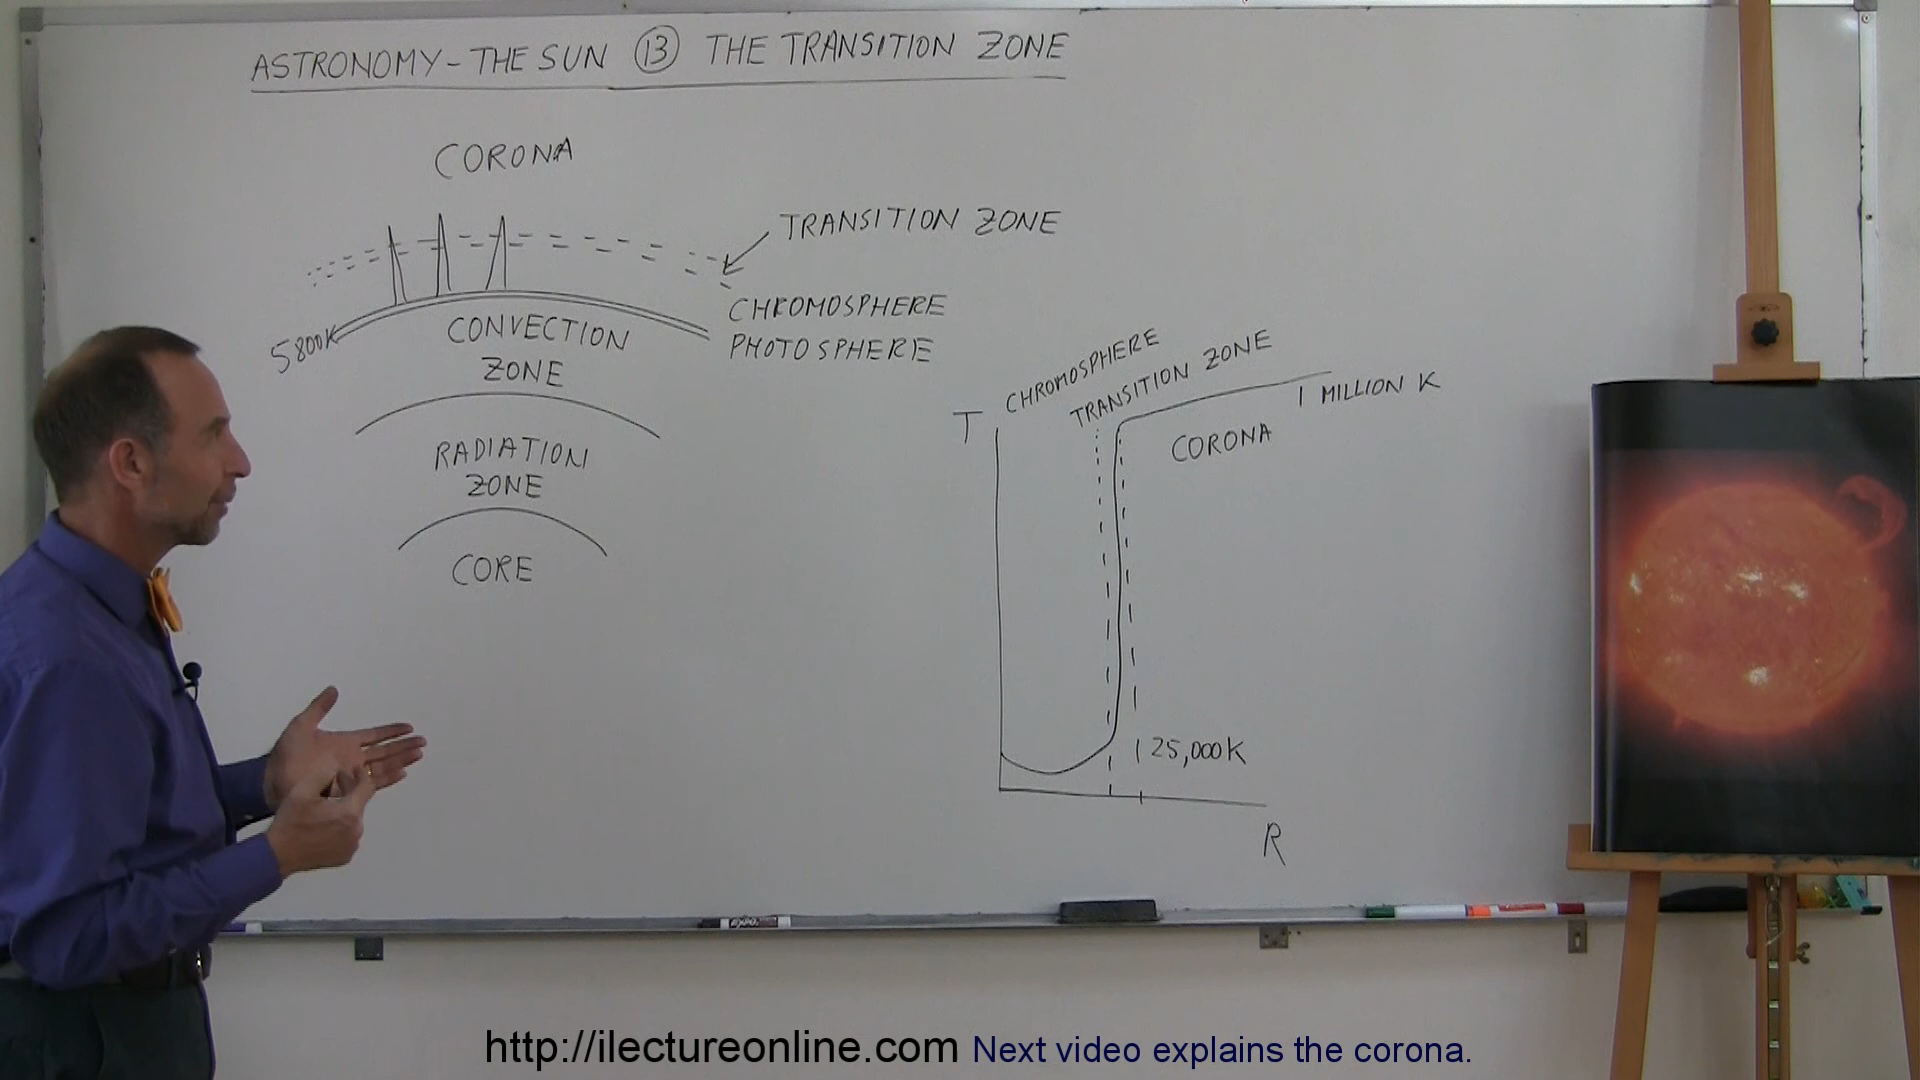 ASTRONOMY - THE SUN 13 THE TRANSITION ZONE
CORONA
TRANSITION ZONE
CHROMOSPHERE
PHOTOSPHERE
5800K
CONVECTION
ZONE
RADIATION
ZONE
CORE
CHROMOSPHERE
TRANSITION ZONE
1 MILLION K
T
CORONA
25,000K
R
http://ilectureonline.com Next video explains the corona.